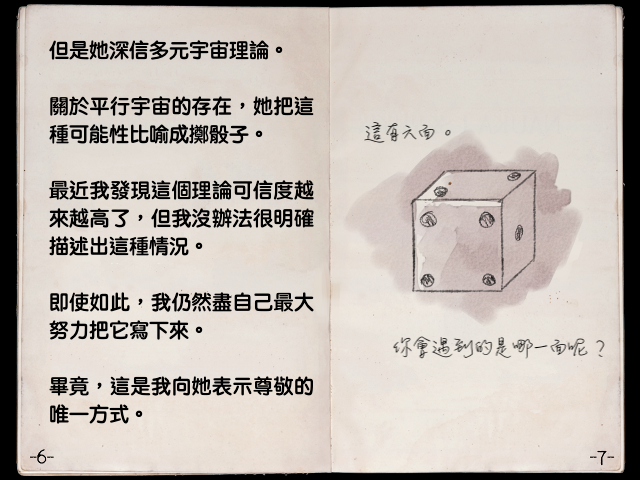 但是她深信多元宇宙理論。
關於平行宇宙的存在，她把這
種可能性比喻成擲骰子。
最近我發現這個理論可信度越
來越高了，但我沒辦法很明確
描述出這種情況。
即使如此，我仍然盡自己最大
努力把它寫下來。
畢竟，這是我向她表示尊敬的
唯一方式。
-6-
這有六面。
你會遇到的是哪一面呢？
-7-